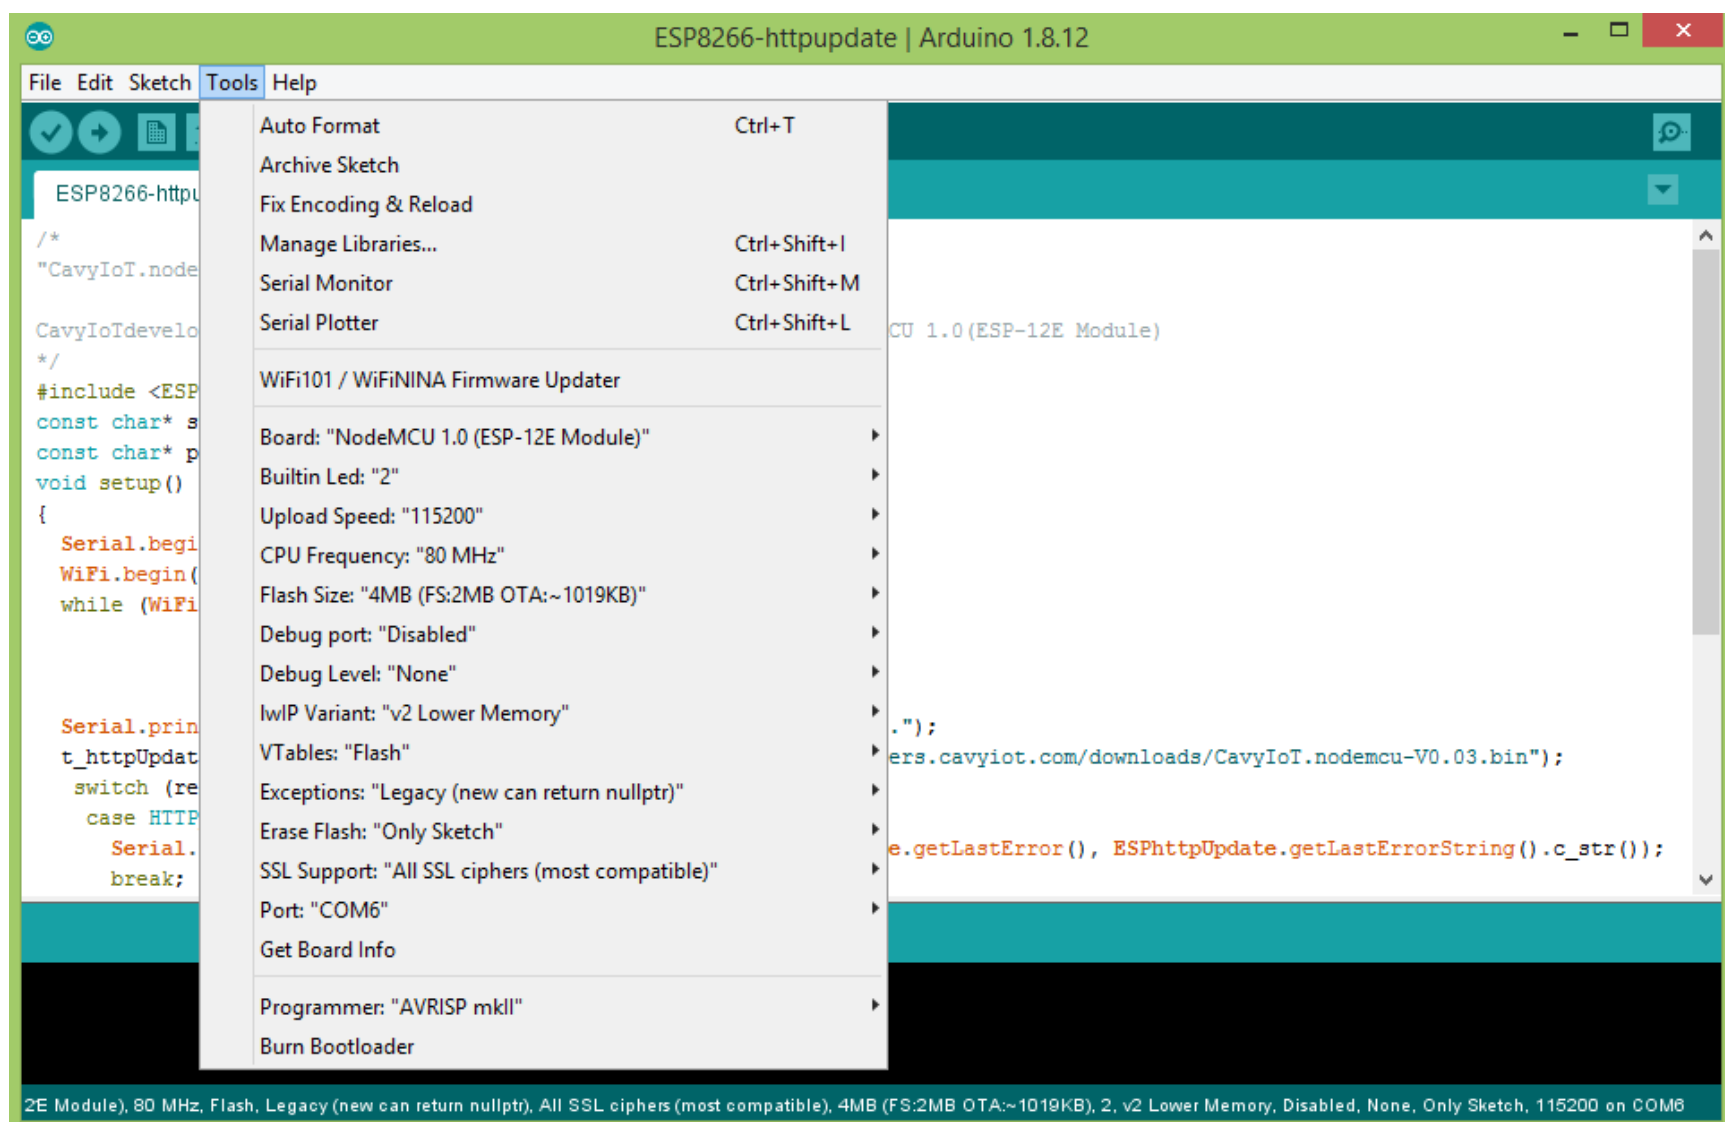 ESP8266-httpupdate | Arduino 1.8.12
File Edit Sketch Tools Help
Auto Format Ctrl+T
Archive Sketch
Fix Encoding & Reload
Manage Libraries... Ctrl+Shift+I
Serial Monitor Ctrl+Shift+M
Serial Plotter Ctrl+Shift+L
WiFi101 / WiFiNINA Firmware Updater
Board: "NodeMCU 1.0 (ESP-12E Module)"
Builtin Led: "2"
Upload Speed: "115200"
CPU Frequency: "80 MHz"
Flash Size: "4MB (FS:2MB OTA:~1019KB)"
Debug port: "Disabled"
Debug Level: "None"
lwIP Variant: "v2 Lower Memory"
VTables: "Flash"
Exceptions: "Legacy (new can return nullptr)"
Erase Flash: "Only Sketch"
SSL Support: "All SSL ciphers (most compatible)"
Port: "COM6"
Get Board Info
Programmer: "AVRISP mkII"
Burn Bootloader
ESP8266-httpu
/*
"CavyIoT.node
CavyIoTdevelo CU 1.0(ESP-12E Module)
*/
#include <ESP
const char* s
const char* p
void setup()
{
Serial.begi
WiFi.begin(
while (WiFi
Serial.prin .");
t_httpUpdat ers.cavyiot.com/downloads/CavyIoT.nodemcu-V0.03.bin");
switch (re
case HTTP
Serial. e.getLastError(), ESPhttpUpdate.getLastErrorString().c_str());
break;
2E Module), 80 MHz, Flash, Legacy (new can return nullptr), All SSL ciphers (most compatible), 4MB (FS:2MB OTA:~1019KB), 2, v2 Lower Memory, Disabled, None, Only Sketch, 115200 on COM6